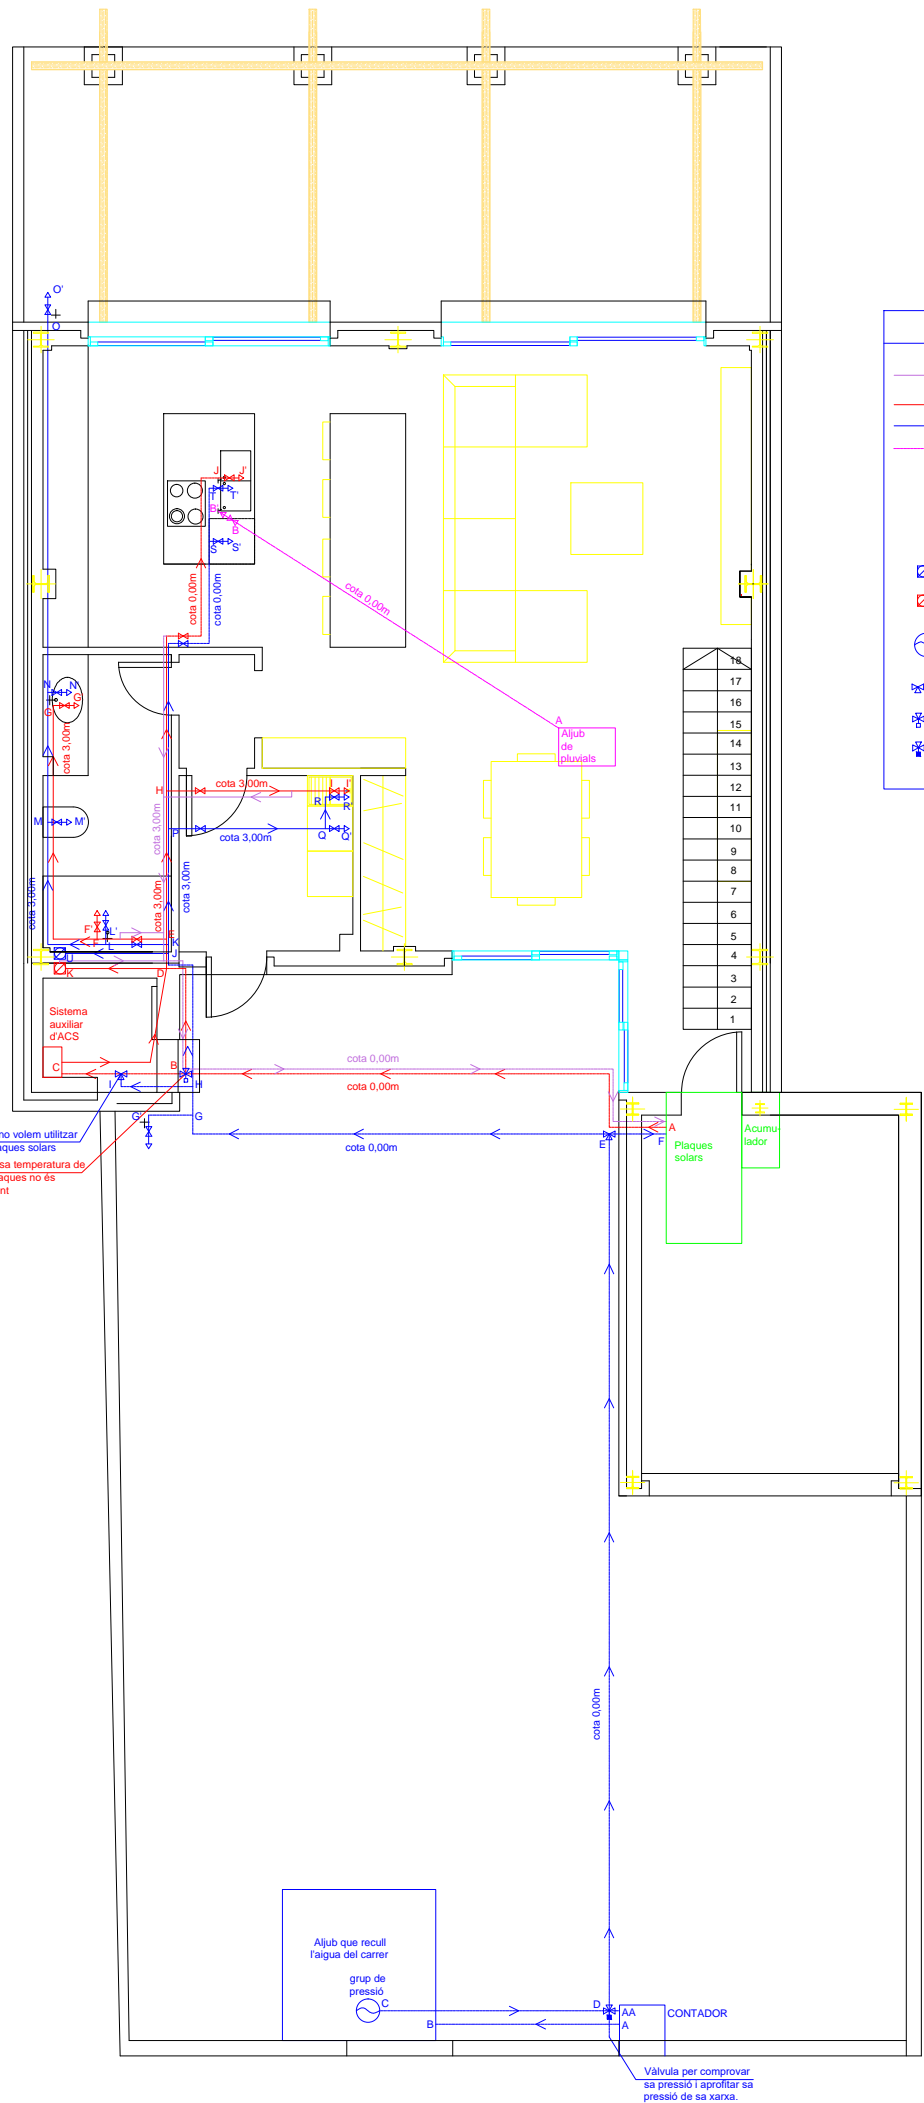 O'
O
J
J'
T
T'
B'
B
S
S'
cota 0,00m
cota 0,00m
cota 0,00m
A
Aljub
de
pluvials
18
17
16
15
14
13
12
11
10
9
8
7
6
5
4
3
2
1
N
N'
G'
G
cota 3,00m
H
cota 3,00m
I
I'
R
R'
M
M'
P
cota 3,00m
Q
Q'
cota 3,00m
cota 3,00m
cota 3,00m
cota 3,00m
F'
F
L'
L
E
K
J
U
K
D
Sistema
auxiliar
d'ACS
C
I
B
H
cota 0,00m
cota 0,00m
G'
G
cota 0,00m
E
F
A
Plaques
solars
Acumu-
lador
no volem utilitzar
aques solars
sa temperatura de
aques no és
nt
cota 0,00m
Aljub que recull
l'aigua del carrer
grup de
pressió
C
B
D
AA
A
CONTADOR
Vàlvula per comprovar
sa pressió i aprofitar sa
pressió de sa xarxa.